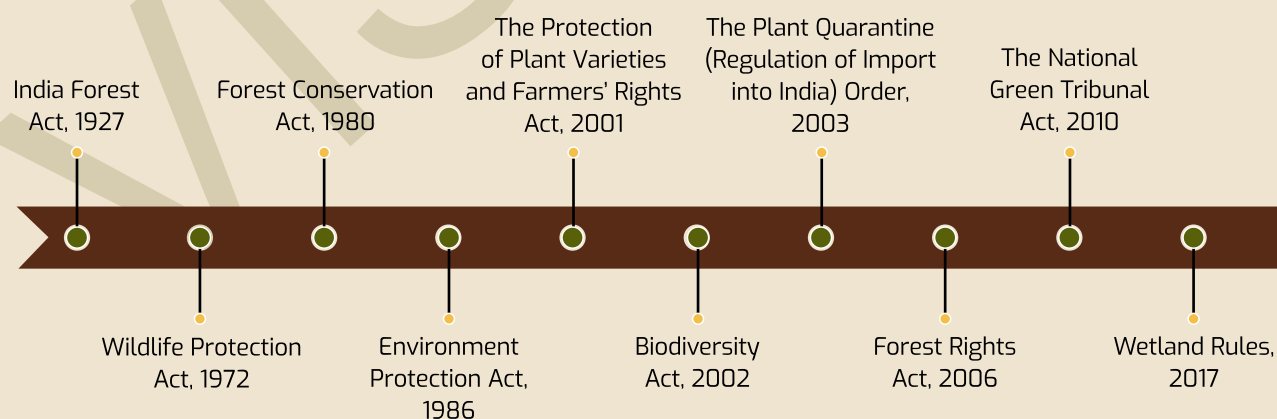 India Forest
Act, 1927
Wildlife Protection
Act, 1972
Forest Conservation
Act, 1980
Environment
Protection Act,
1986
The Protection
of Plant Varieties
and Farmers' Rights
Act, 2001
Biodiversity
Act, 2002
The Plant Quarantine
(Regulation of Import
into India) Order,
2003
Forest Rights
Act, 2006
The National
Green Tribunal
Act, 2010
Wetland Rules,
2017